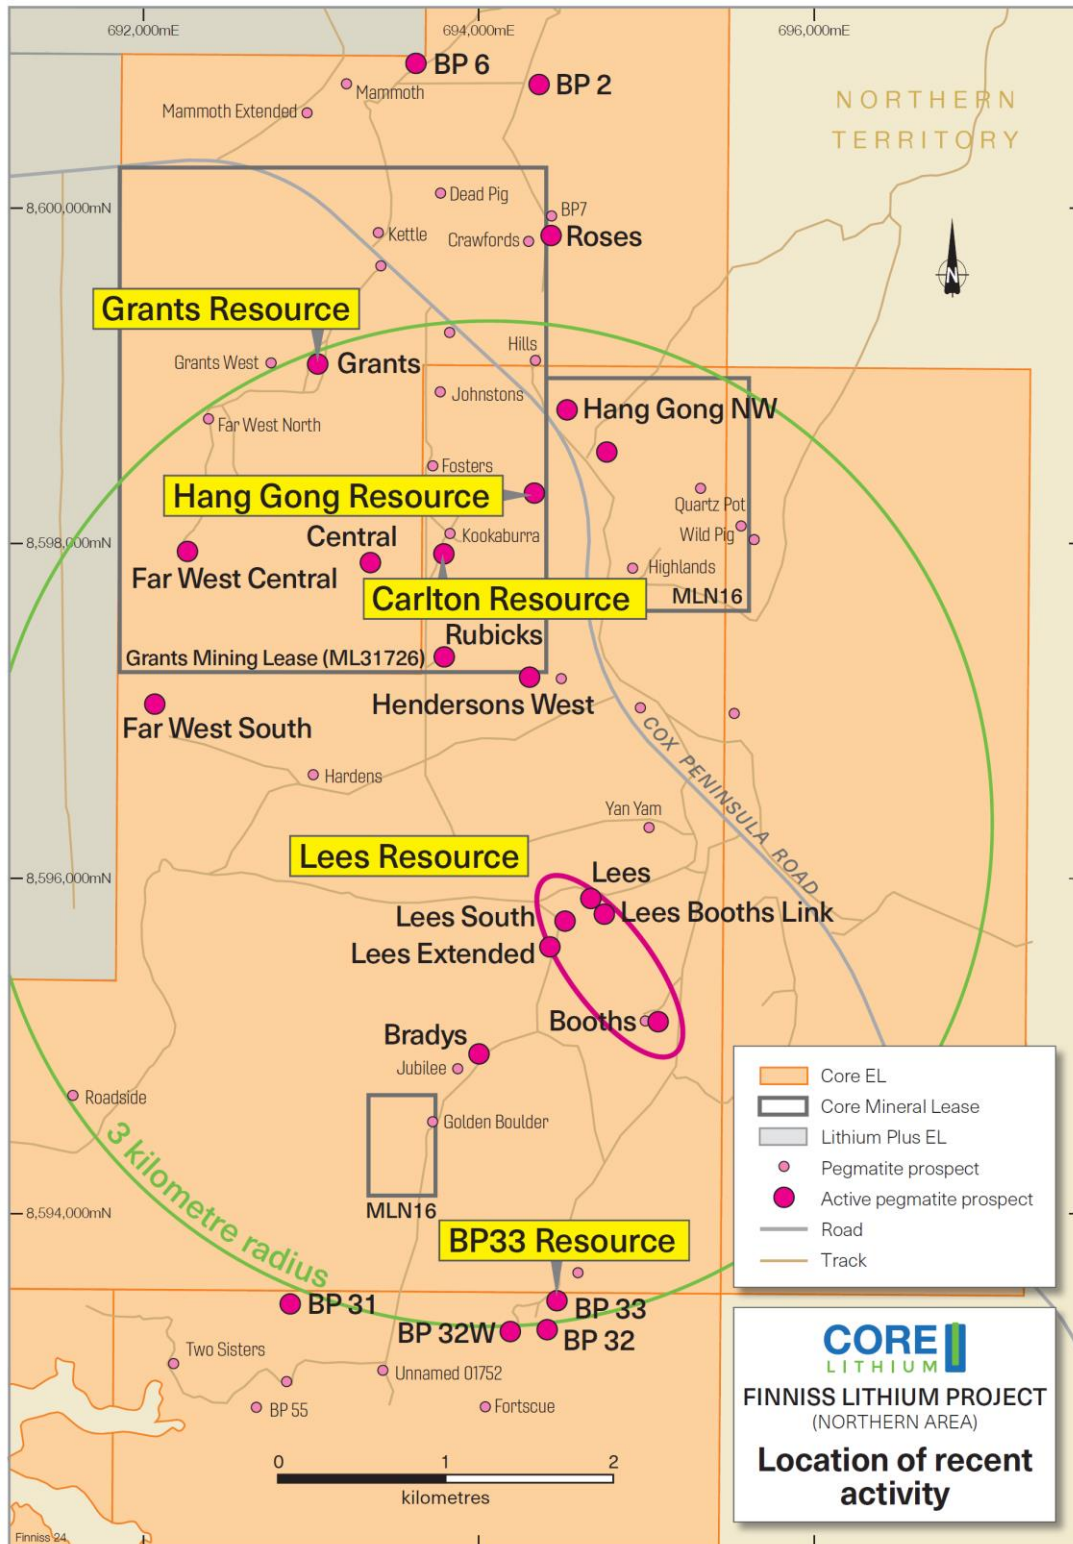 692,000mE
694,000mE
696,000mE
BP 6
BP 2
Mammoth
Mammoth Extended
NORTHERN
TERRITORY
8,600,000mN
Dead Pig
BP7
Kettle
Crawfords
Roses
N
Grants Resource
Hills
Grants West
Grants
Johnstons
Hang Gong NW
Far West North
Fosters
Hang Gong Resource
Quartz Pot
Wild Pig
8,598,000mN
Central
Kookaburra
Far West Central
Highlands
Carlton Resource
MLN16
Rubicks
Grants Mining Lease (ML31726)
Hendersons West
Far West South
COX PENINSULA ROAD
Hardens
Yan Yam
Lees Resource
8,596,000mN
Lees
Lees South
Lees Booths Link
Lees Extended
Booths
Bradys
Jubilee
Roadside
Golden Boulder
3 kilometre radius
MLN16
8,594,000mN
BP33 Resource
BP 31
BP 33
BP 32W
BP 32
Two Sisters
Unnamed 01752
BP 55
Fortscue
0
1
2
kilometres
Finniss 24
Core EL
Core Mineral Lease
Lithium Plus EL
Pegmatite prospect
Active pegmatite prospect
Road
Track
CORE
LITHIUM
FINNISS LITHIUM PROJECT
(NORTHERN AREA)
Location of recent
activity